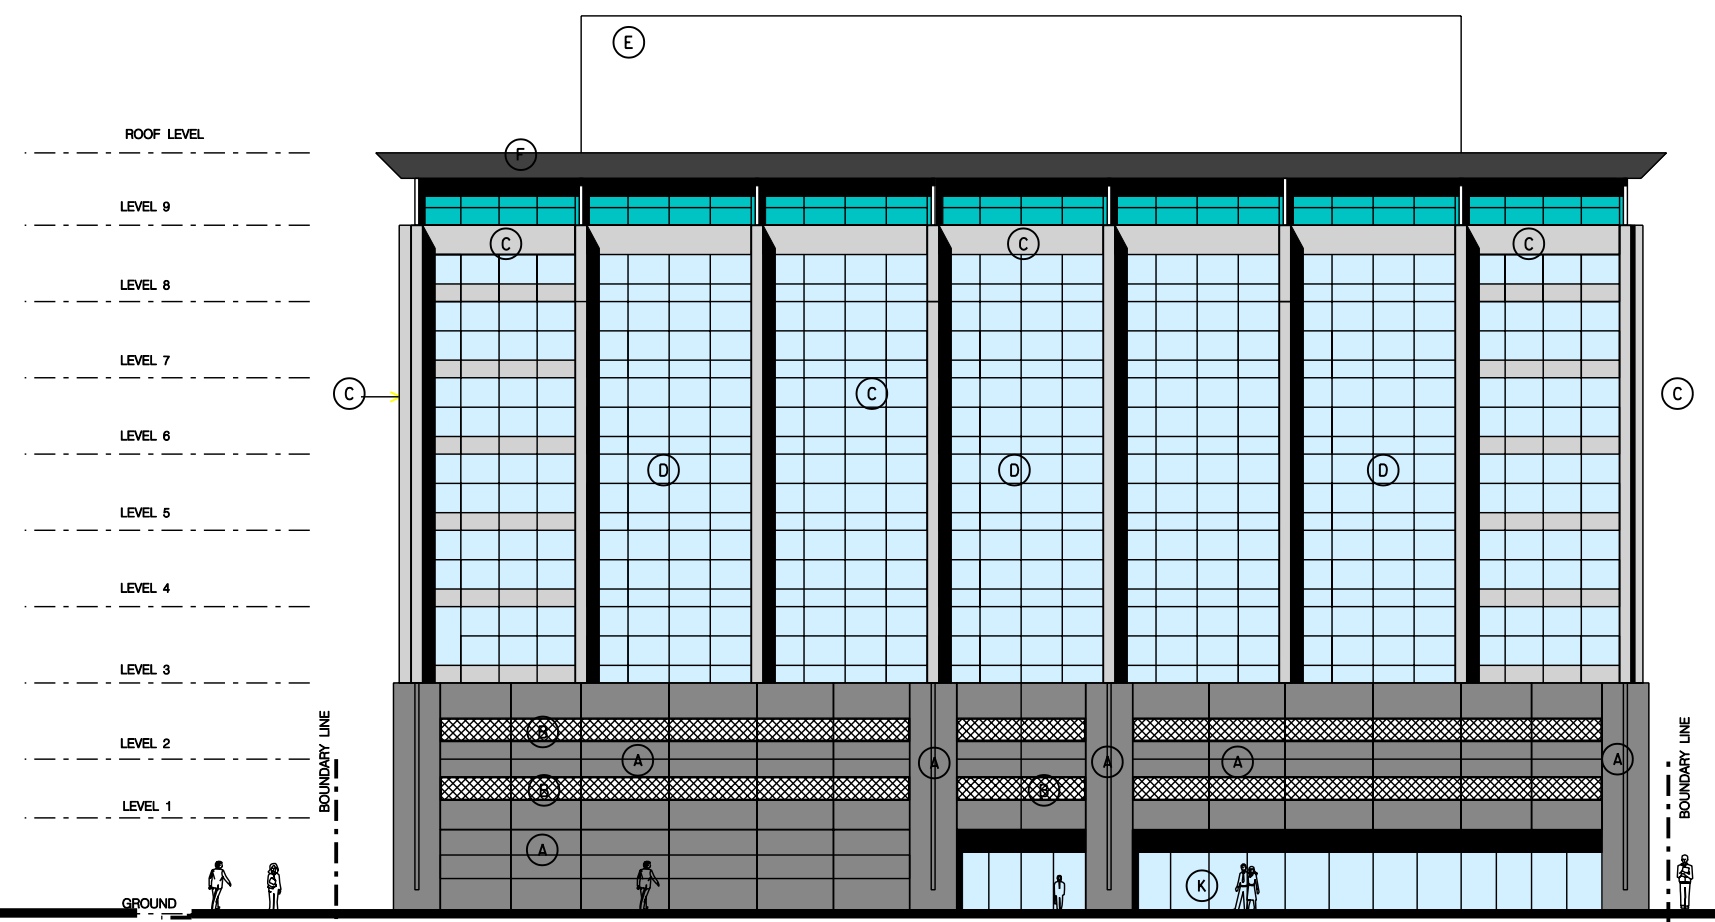 E
ROOF LEVEL
F
LEVEL 9
C C C
LEVEL 8
LEVEL 7
C C C
LEVEL 6
D D D
LEVEL 5
LEVEL 4
LEVEL 3
BOUNDARY LINE
BOUNDARY LINE
B
LEVEL 2
A A A A A
B B
LEVEL 1
A
K
GROUND